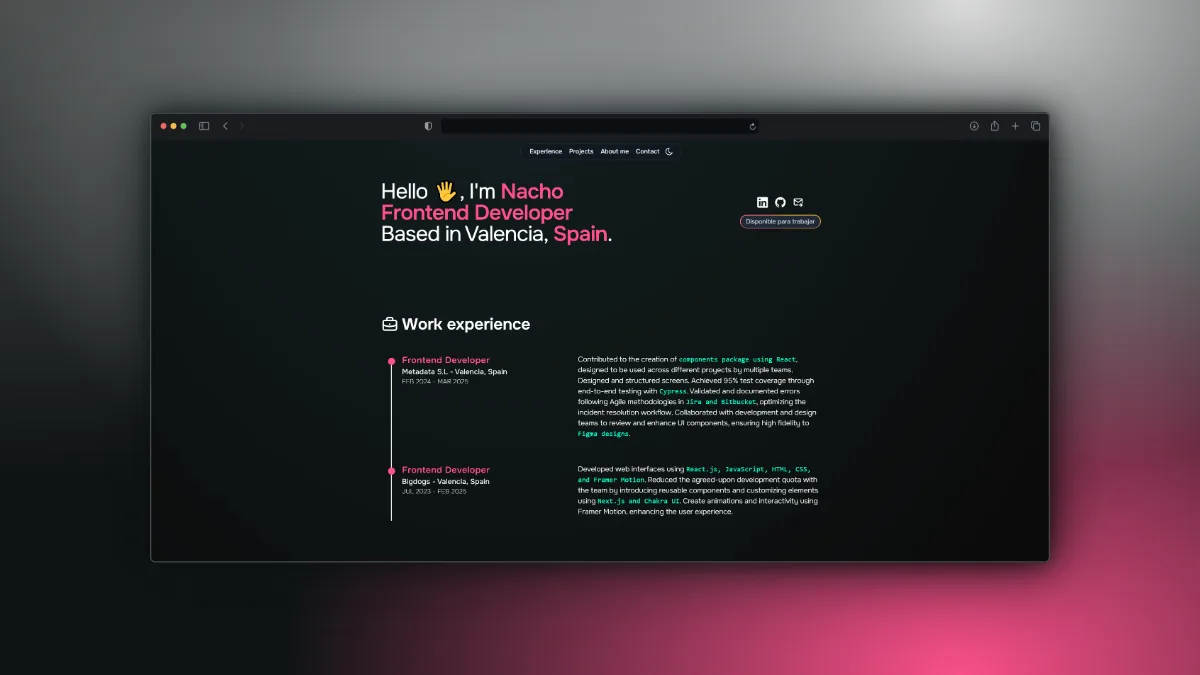 Experience Projects About me Contact
Hello 🖐, I'm Nacho
Frontend Developer
Based in Valencia, Spain.
Disponible para trabajar
Work experience
Frontend Developer
Metadata S.L - Valencia, Spain
FEB 2024 - MAR 2025
Contributed to the creation of components package using React,
designed to be used across different proyects by multiple teams.
Designed and structured screens. Achieved 95% test coverage through
end-to-end testing with Cypress. Validated and documented errors
following Agile methodologies in Jira and Bitbucket, optimizing the
incident resolution workflow. Collaborated with development and design
teams to review and enhance UI components, ensuring high fidelity to
Figma designs.
Frontend Developer
Bigdogs - Valencia, Spain
JUL 2023 - FEB 2025
Developed web interfaces using React.js, JavaScript, HTML, CSS,
and Framer Motion. Reduced the agreed-upon development quota with
the team by introducing reusable components and customizing elements
using Next.js and Chakra UI. Create animations and interactivity using
Framer Motion, enhancing the user experience.